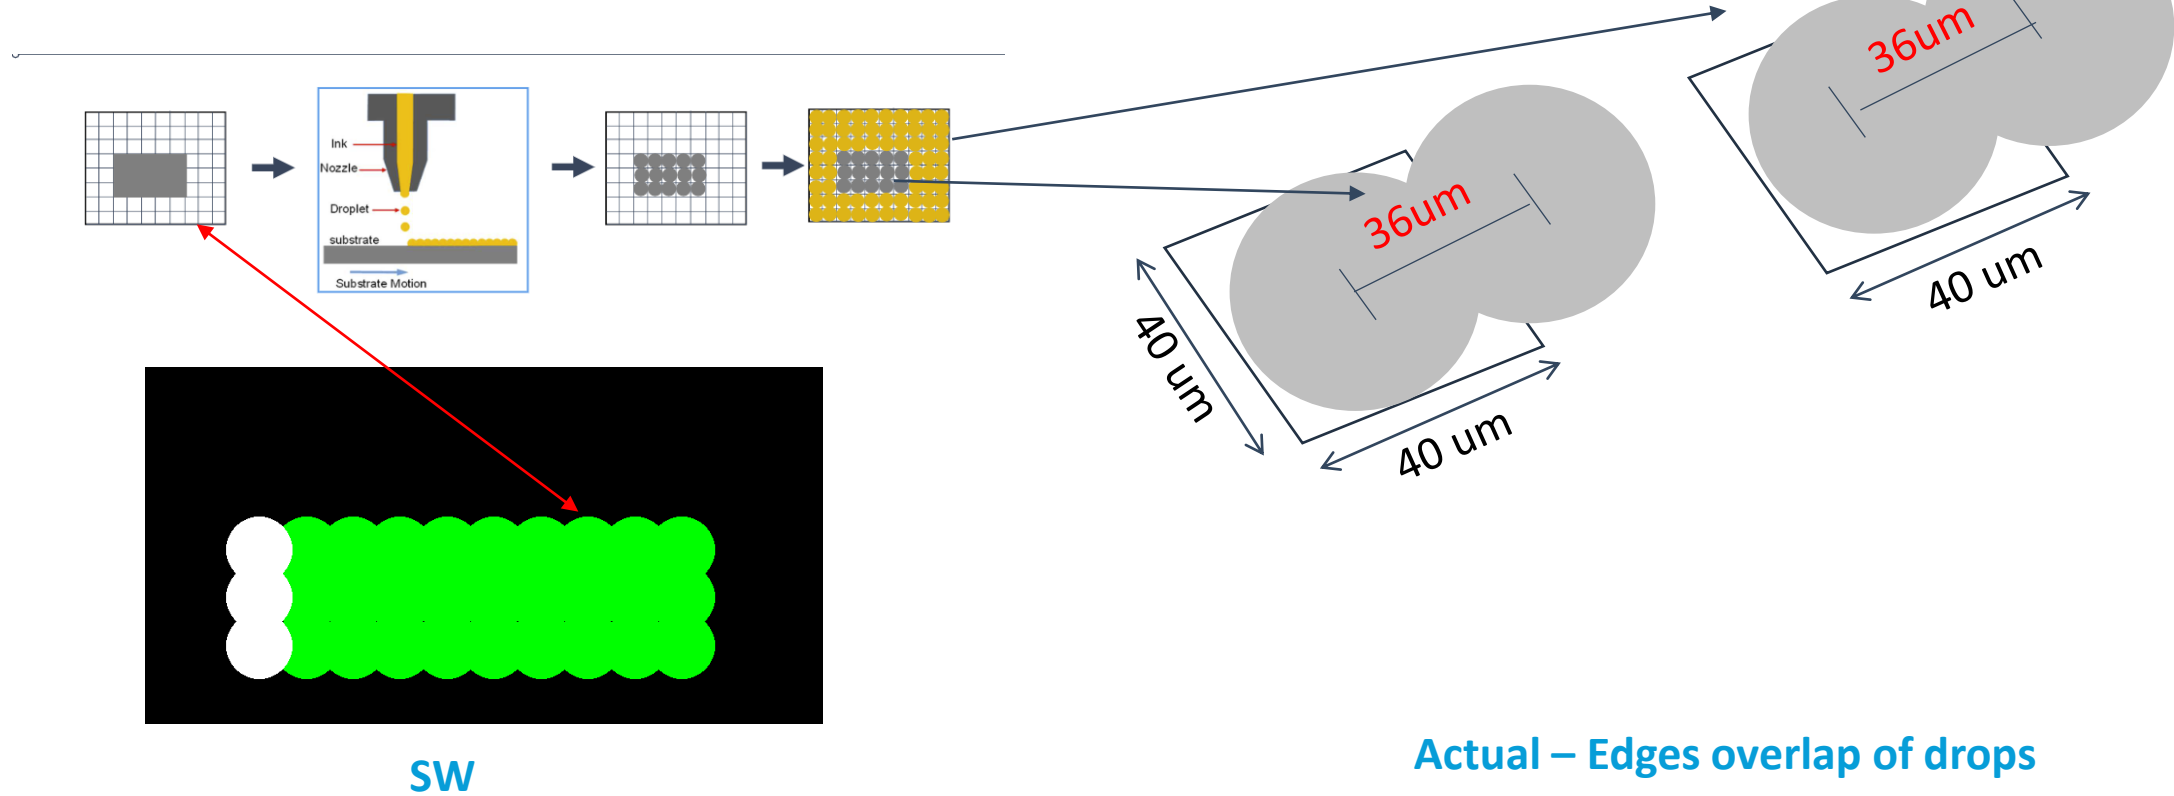 36um
40 um
Ink
Nozzle
Droplet
substrate
Substrate Motion
36um
40 um
40 um
SW
Actual – Edges overlap of drops